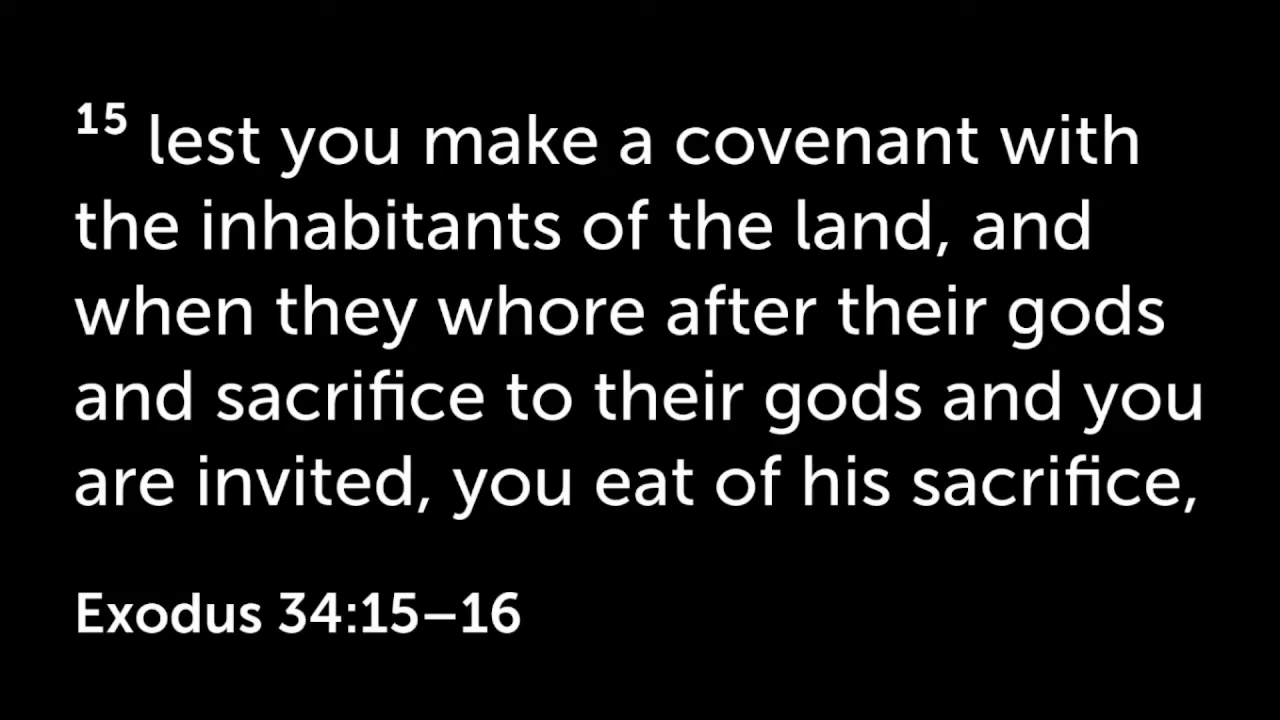 15 lest you make a covenant with
the inhabitants of the land, and
when they whore after their gods
and sacrifice to their gods and you
are invited, you eat of his sacrifice,
Exodus 34:15–16